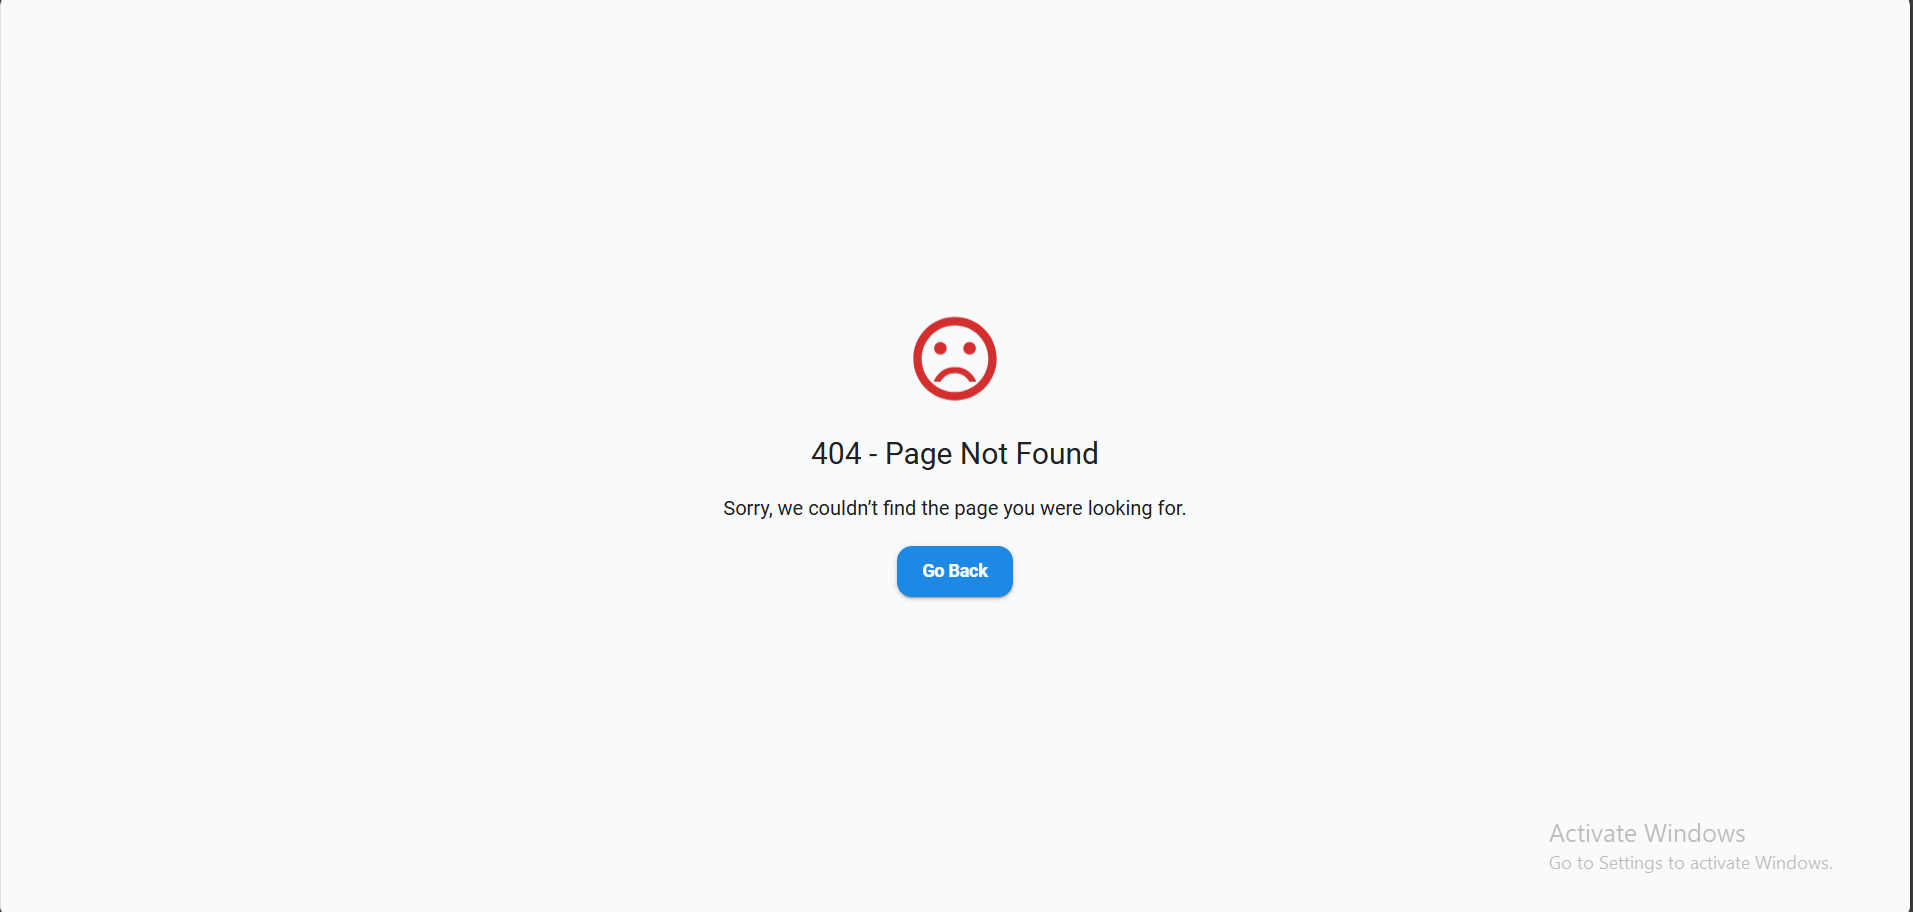 404 - Page Not Found
Sorry, we couldn’t find the page you were looking for.
Go Back
Activate Windows
Go to Settings to activate Windows.